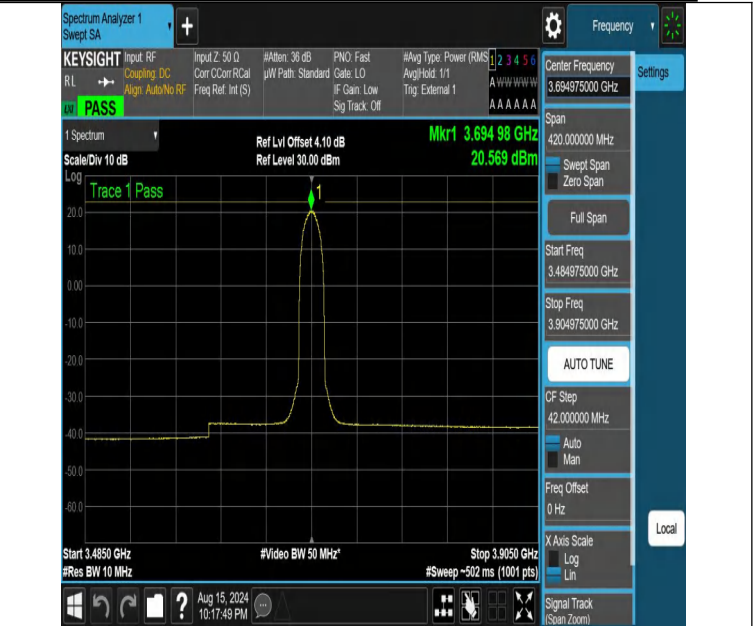 Spectrum Analyzer 1
Swept SA
Frequency
KEYSIGHT
RL
PASS
Input: RF
Coupling: DC
Align: Auto/No RF
Input Z: 50 Ω
Corr CCorr RCal
Freq Ref: Int (S)
#Atten: 36 dB
µW Path: Standard
PNO: Fast
Gate: LO
IF Gain: Low
Sig Track: Off
#Avg Type: Power (RMS
Avg|Hold: 1/1
Trig: External 1
1 2 3 4 5 6
A W W W W W
A A A A A A
Center Frequency
3.694975000 GHz
Settings
Span
420.000000 MHz
Swept Span
Zero Span
Full Span
Start Freq
3.484975000 GHz
Stop Freq
3.904975000 GHz
AUTO TUNE
CF Step
42.000000 MHz
Auto
Man
Freq Offset
0 Hz
X Axis Scale
Log
Lin
Signal Track
(Span Zoom)
Local
1 Spectrum
Scale/Div 10 dB
Ref Lvl Offset 4.10 dB
Ref Level 30.00 dBm
Mkr1 3.694 98 GHz
20.569 dBm
Log
Trace 1 Pass
1
20.0
10.0
0.00
-10.0
-20.0
-30.0
-40.0
-50.0
-60.0
Start 3.4850 GHz
#Res BW 10 MHz
#Video BW 50 MHz*
Stop 3.9050 GHz
#Sweep ~502 ms (1001 pts)
Aug 15, 2024
10:17:49 PM